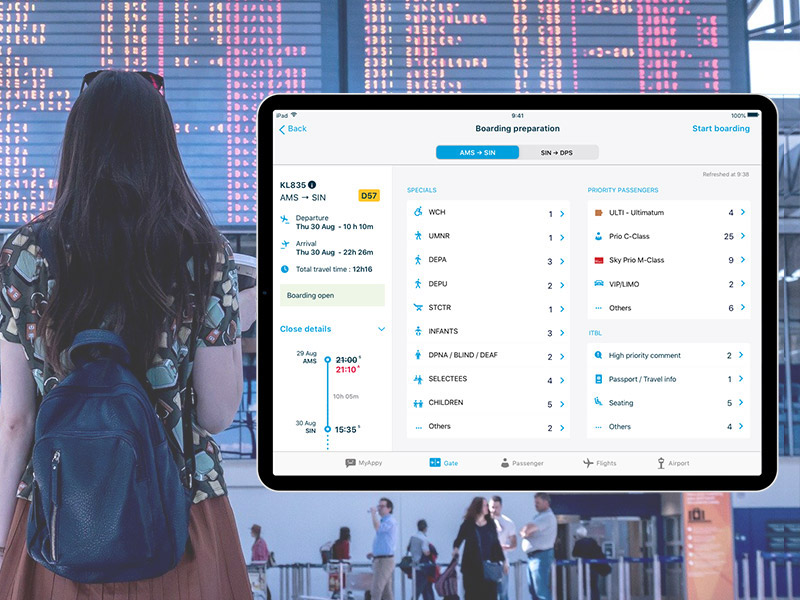 iPad
9:41
100%
Back
Boarding preparation
Start boarding
AMS → SIN
SIN → DPS
Refreshed at 9:38
KL835
AMS → SIN
D57
Departure
Thu 30 Aug - 10 h 10m
Arrival
Thu 30 Aug - 22h 26m
Total travel time : 12h16
Boarding open
Close details
29 Aug
AMS
21:00
21:10
10h 05m
30 Aug
SIN
15:35
SPECIALS
WCH 1
UMNR 1
DEPA 3
DEPU 2
STCTR 1
INFANTS 3
DPNA / BLIND / DEAF 2
SELECTEES 4
CHILDREN 5
Others 2
PRIORITY PASSENGERS
ULTI - Ultimatum 4
Prio C-Class 25
Sky Prio M-Class 9
VIP/LIMO 2
Others 6
ITBL
High priority comment 2
Passport / Travel info 1
Seating 5
Others 4
MyAppy
Gate
Passenger
Flights
Airport